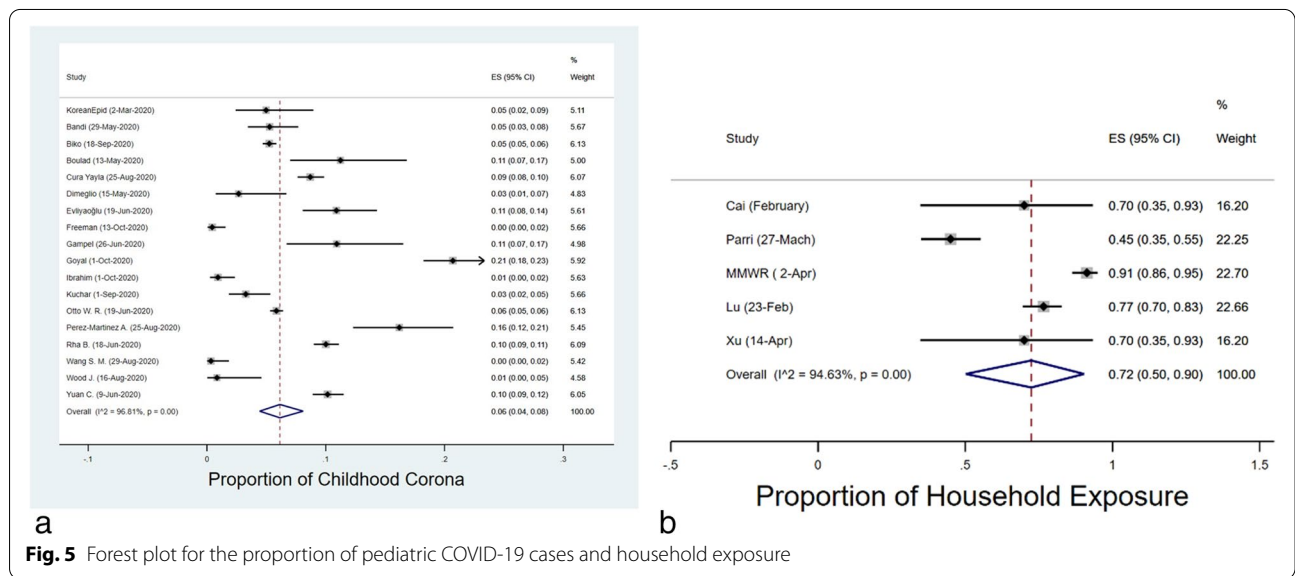 %
Study ES (95% CI) Weight
KoreanEpid (2-Mar-2020) 0.05 (0.02, 0.09) 5.11
Bandi (29-May-2020) 0.05 (0.03, 0.08) 5.67
Biko (18-Sep-2020) 0.05 (0.05, 0.06) 6.13
Boulad (13-May-2020) 0.11 (0.07, 0.17) 5.00
Cura Yayla (25-Aug-2020) 0.09 (0.08, 0.10) 6.07
Dimeglio (15-May-2020) 0.03 (0.01, 0.07) 4.83
Evliyaoğlu (19-Jun-2020) 0.11 (0.08, 0.14) 5.61
Freeman (13-Oct-2020) 0.00 (0.00, 0.02) 5.66
Gampel (26-Jun-2020) 0.11 (0.07, 0.17) 4.98
Goyal (1-Oct-2020) 0.21 (0.18, 0.23) 5.92
Ibrahim (1-Oct-2020) 0.01 (0.00, 0.02) 5.63
Kuchar (1-Sep-2020) 0.03 (0.02, 0.05) 5.66
Otto W. R. (19-Jun-2020) 0.06 (0.05, 0.06) 6.13
Perez-Martinez A. (25-Aug-2020) 0.16 (0.12, 0.21) 5.45
Rha B. (18-Jun-2020) 0.10 (0.09, 0.11) 6.09
Wang S. M. (29-Aug-2020) 0.00 (0.00, 0.02) 5.42
Wood J. (16-Aug-2020) 0.01 (0.00, 0.05) 4.58
Yuan C. (9-Jun-2020) 0.10 (0.09, 0.12) 6.05
Overall (I^2 = 96.81%, p = 0.00) 0.06 (0.04, 0.08) 100.00
-.1 0 .1 .2 .3
Proportion of Childhood Corona
a
%
Study ES (95% CI) Weight
Cai (February) 0.70 (0.35, 0.93) 16.20
Parri (27-Mach) 0.45 (0.35, 0.55) 22.25
MMWR ( 2-Apr) 0.91 (0.86, 0.95) 22.70
Lu (23-Feb) 0.77 (0.70, 0.83) 22.66
Xu (14-Apr) 0.70 (0.35, 0.93) 16.20
Overall (I^2 = 94.63%, p = 0.00) 0.72 (0.50, 0.90) 100.00
-.5 0 .5 1 1.5
Proportion of Household Exposure
b
Fig. 5 Forest plot for the proportion of pediatric COVID-19 cases and household exposure